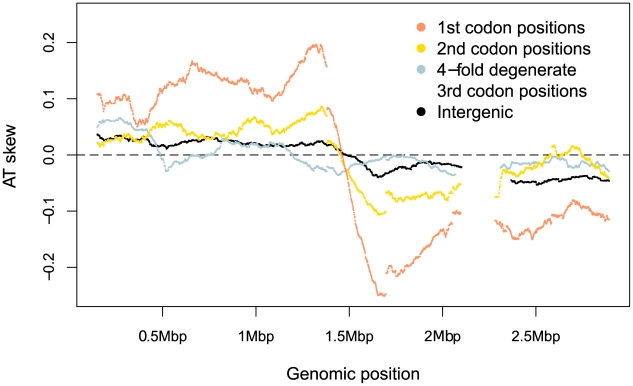 1st codon positions
2nd codon positions
4−fold degenerate
3rd codon positions
Intergenic
AT skew
0.2
0.1
0.0
−0.1
−0.2
0.5Mbp 1Mbp 1.5Mbp 2Mbp 2.5Mbp
Genomic position